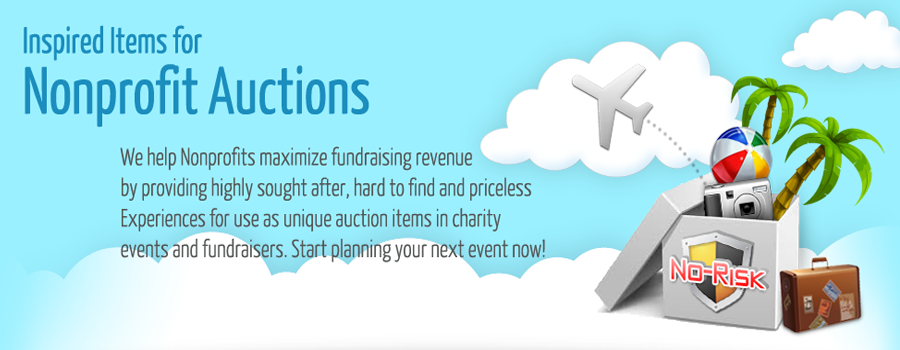 Inspired Items for
Nonprofit Auctions
We help Nonprofits maximize fundraising revenue
by providing highly sought after, hard to find and priceless
Experiences for use as unique auction items in charity
events and fundraisers. Start planning your next event now!
No-Risk